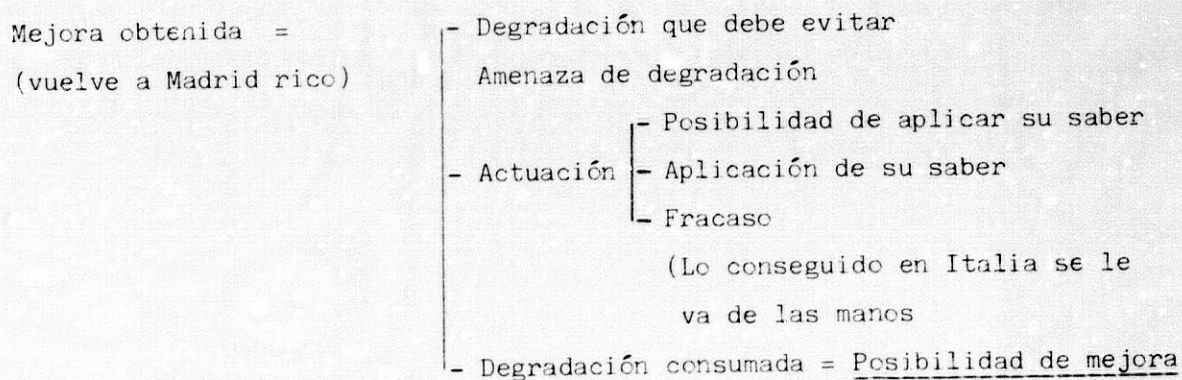 Mejora obtenida =
(vuelve a Madrid rico)
- Degradación que debe evitar
Amenaza de degradación
- Actuación
- Posibilidad de aplicar su saber
- Aplicación de su saber
- Fracaso
(Lo conseguido en Italia se le
va de las manos
- Degradación consumada = Posibilidad de mejora